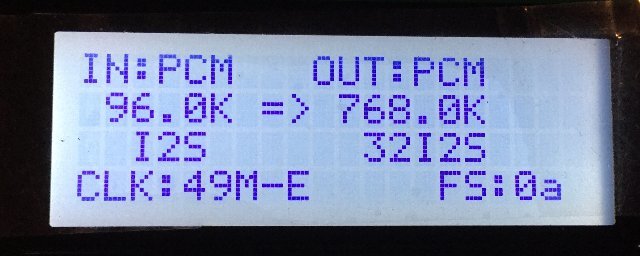 IN:PCM OUT:PCM
96.0K => 768.0K
I2S 32I2S
CLK:49M-E FS:0a